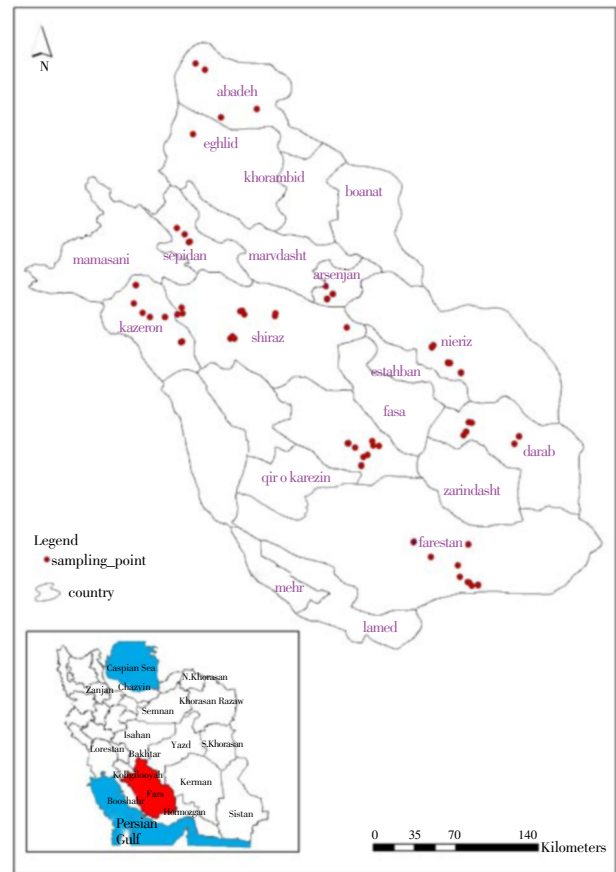 N
abadeh
eghlid
khorambid
boanat
mamasani
sepidan
marvdasht
arsenjan
kazeron
shiraz
nieriz
estahban
fasa
darab
qir o karezin
zarindasht
farestan
mehr
lamed
Legend
sampling_point
country
Caspian Sea
Zanjan
Chazvin
N.Khorasan
Semnan
Khorasan Razaw
Isahan
Lorestan
Yazd
S.Khorasan
Bakhtar
Kohgilooyah
Kerman
Booshahr
Fars
Hormozgan
Sistan
Persian
Gulf
0 35 70 140
Kilometers